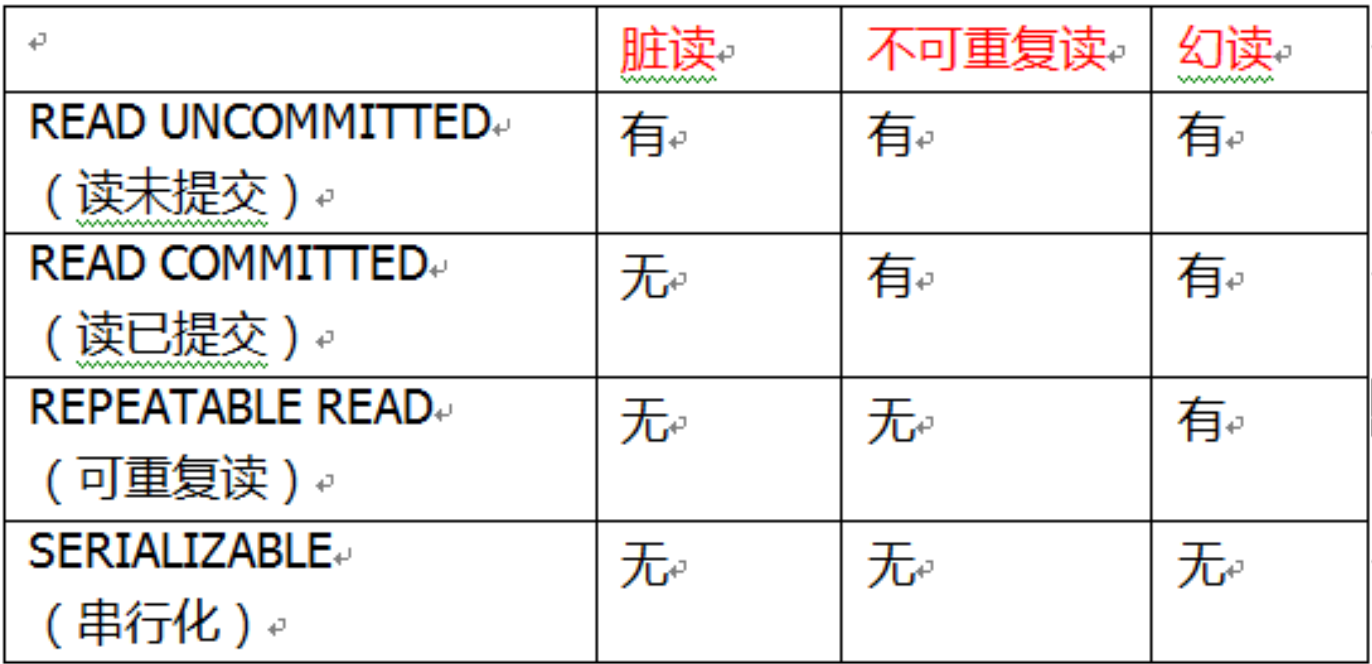 脏读 不可重复读 幻读
READ UNCOMMITTED 有 有 有
（读未提交）
READ COMMITTED 无 有 有
（读已提交）
REPEATABLE READ 无 无 有
（可重复读）
SERIALIZABLE 无 无 无
（串行化）